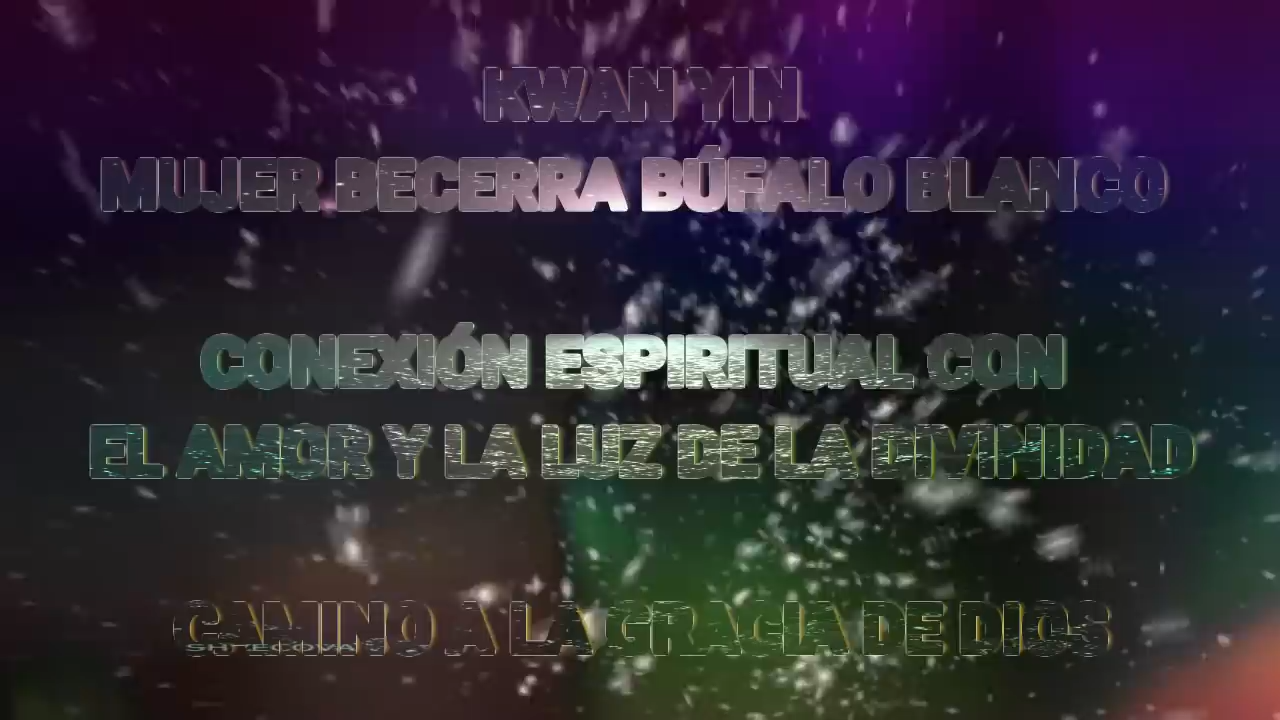 KWAN YIN
MUJER BECERRA BÚFALO BLANCO
CONEXIÓN ESPIRITUAL CON
EL AMOR Y LA LUZ DE LA DIVINIDAD
CAMINO A LA GRACIA DE DIOS